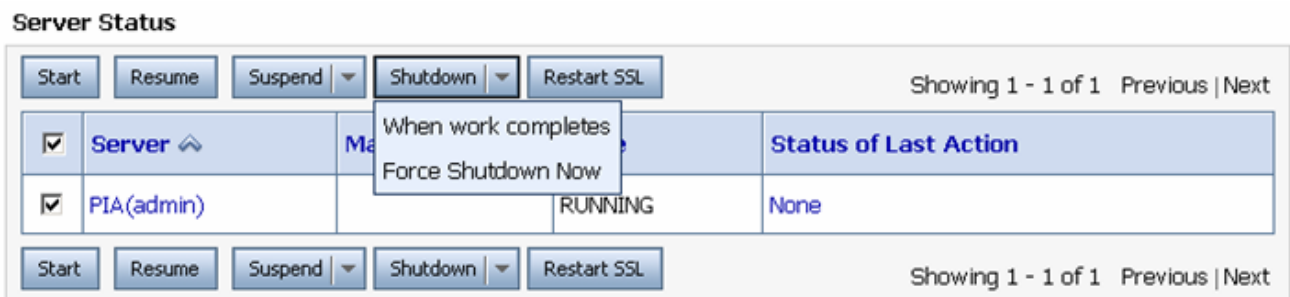 Server Status
Start Resume Suspend Shutdown Restart SSL Showing 1 - 1 of 1 Previous | Next
When work completes
Server Ma e Status of Last Action
Force Shutdown Now
PIA(admin) RUNNING None
Start Resume Suspend Shutdown Restart SSL Showing 1 - 1 of 1 Previous | Next